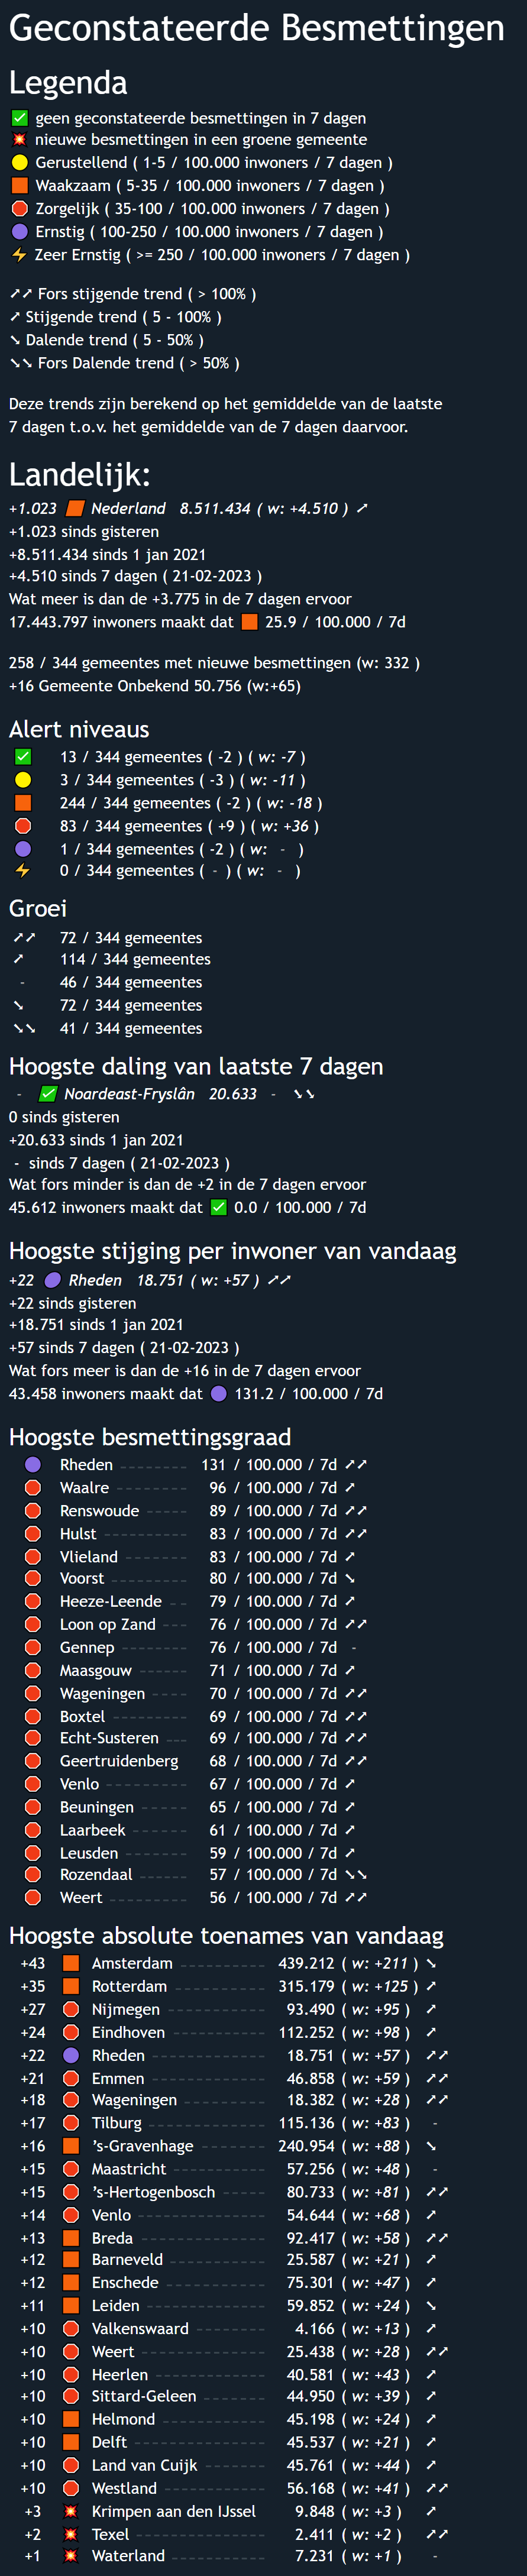 Geconstateerde Besmettingen
Legenda
✅ geen geconstateerde besmettingen in 7 dagen
💥 nieuwe besmettingen in een groene gemeente
🟡 Gerustellend ( 1-5 / 100.000 inwoners / 7 dagen )
🟧 Waakzaam ( 5-35 / 100.000 inwoners / 7 dagen )
🛑 Zorgelijk ( 35-100 / 100.000 inwoners / 7 dagen )
🟣 Ernstig ( 100-250 / 100.000 inwoners / 7 dagen )
⚡ Zeer Ernstig ( >= 250 / 100.000 inwoners / 7 dagen )
➚➚ Fors stijgende trend ( > 100% )
➚ Stijgende trend ( 5 - 100% )
➘ Dalende trend ( 5 - 50% )
➘➘ Fors Dalende trend ( > 50% )
Deze trends zijn berekend op het gemiddelde van de laatste
7 dagen t.o.v. het gemiddelde van de 7 dagen daarvoor.
Landelijk:
+1.023 🟧 Nederland 8.511.434 ( w: +4.510 ) ➚
+1.023 sinds gisteren
+8.511.434 sinds 1 jan 2021
+4.510 sinds 7 dagen ( 21-02-2023 )
Wat meer is dan de +3.775 in de 7 dagen ervoor
17.443.797 inwoners maakt dat 🟧 25.9 / 100.000 / 7d
258 / 344 gemeentes met nieuwe besmettingen (w: 332 )
+16 Gemeente Onbekend 50.756 (w:+65)
Alert niveaus
✅ 13 / 344 gemeentes ( -2 ) ( w: -7 )
🟡 3 / 344 gemeentes ( -3 ) ( w: -11 )
🟧 244 / 344 gemeentes ( -2 ) ( w: -18 )
🛑 83 / 344 gemeentes ( +9 ) ( w: +36 )
🟣 1 / 344 gemeentes ( -2 ) ( w: - )
⚡ 0 / 344 gemeentes ( - ) ( w: - )
Groei
➚➚ 72 / 344 gemeentes
➚ 114 / 344 gemeentes
- 46 / 344 gemeentes
➘ 72 / 344 gemeentes
➘➘ 41 / 344 gemeentes
Hoogste daling van laatste 7 dagen
- ✅ Noardeast-Fryslân 20.633 - ➘➘
0 sinds gisteren
+20.633 sinds 1 jan 2021
- sinds 7 dagen ( 21-02-2023 )
Wat fors minder is dan de +2 in de 7 dagen ervoor
45.612 inwoners maakt dat ✅ 0.0 / 100.000 / 7d
Hoogste stijging per inwoner van vandaag
+22 🟣 Rheden 18.751 ( w: +57 ) ➚➚
+22 sinds gisteren
+18.751 sinds 1 jan 2021
+57 sinds 7 dagen ( 21-02-2023 )
Wat fors meer is dan de +16 in de 7 dagen ervoor
43.458 inwoners maakt dat 🟣 131.2 / 100.000 / 7d
Hoogste besmettingsgraad
🟣 Rheden 131 / 100.000 / 7d ➚➚
🛑 Waalre 96 / 100.000 / 7d ➚
🛑 Renswoude 89 / 100.000 / 7d ➚➚
🛑 Hulst 83 / 100.000 / 7d ➚➚
🛑 Vlieland 83 / 100.000 / 7d ➚
🛑 Voorst 80 / 100.000 / 7d ➘
🛑 Heeze-Leende 79 / 100.000 / 7d ➚
🛑 Loon op Zand 76 / 100.000 / 7d ➚➚
🛑 Gennep 76 / 100.000 / 7d -
🛑 Maasgouw 71 / 100.000 / 7d ➚
🛑 Wageningen 70 / 100.000 / 7d ➚➚
🛑 Boxtel 69 / 100.000 / 7d ➚➚
🛑 Echt-Susteren 69 / 100.000 / 7d ➚➚
🛑 Geertruidenberg 68 / 100.000 / 7d ➚➚
🛑 Venlo 67 / 100.000 / 7d ➚
🛑 Beuningen 65 / 100.000 / 7d ➚
🛑 Laarbeek 61 / 100.000 / 7d ➚
🛑 Leusden 59 / 100.000 / 7d ➚
🛑 Rozendaal 57 / 100.000 / 7d ➘➘
🛑 Weert 56 / 100.000 / 7d ➚➚
Hoogste absolute toenames van vandaag
+43 🟧 Amsterdam 439.212 ( w: +211 ) ➘
+35 🟧 Rotterdam 315.179 ( w: +125 ) ➚
+27 🛑 Nijmegen 93.490 ( w: +95 ) ➚
+24 🛑 Eindhoven 112.252 ( w: +98 ) ➚
+22 🟣 Rheden 18.751 ( w: +57 ) ➚➚
+21 🛑 Emmen 46.858 ( w: +59 ) ➚➚
+18 🛑 Wageningen 18.382 ( w: +28 ) ➚➚
+17 🛑 Tilburg 115.136 ( w: +83 ) -
+16 🟧 ’s-Gravenhage 240.954 ( w: +88 ) ➘
+15 🛑 Maastricht 57.256 ( w: +48 ) -
+15 🛑 ’s-Hertogenbosch 80.733 ( w: +81 ) ➚➚
+14 🛑 Venlo 54.644 ( w: +68 ) ➚
+13 🟧 Breda 92.417 ( w: +58 ) ➚➚
+12 🟧 Barneveld 25.587 ( w: +21 ) ➚
+12 🟧 Enschede 75.301 ( w: +47 ) ➚
+11 🟧 Leiden 59.852 ( w: +24 ) ➘
+10 🛑 Valkenswaard 4.166 ( w: +13 ) ➚
+10 🛑 Weert 25.438 ( w: +28 ) ➚➚
+10 🛑 Heerlen 40.581 ( w: +43 ) ➚
+10 🛑 Sittard-Geleen 44.950 ( w: +39 ) ➚
+10 🟧 Helmond 45.198 ( w: +24 ) ➚
+10 🟧 Delft 45.537 ( w: +21 ) ➚
+10 🛑 Land van Cuijk 45.761 ( w: +44 ) ➚
+10 🛑 Westland 56.168 ( w: +41 ) ➚➚
+3 💥 Krimpen aan den IJssel 9.848 ( w: +3 ) ➚
+2 💥 Texel 2.411 ( w: +2 ) ➚➚
+1 💥 Waterland 7.231 ( w: +1 ) -